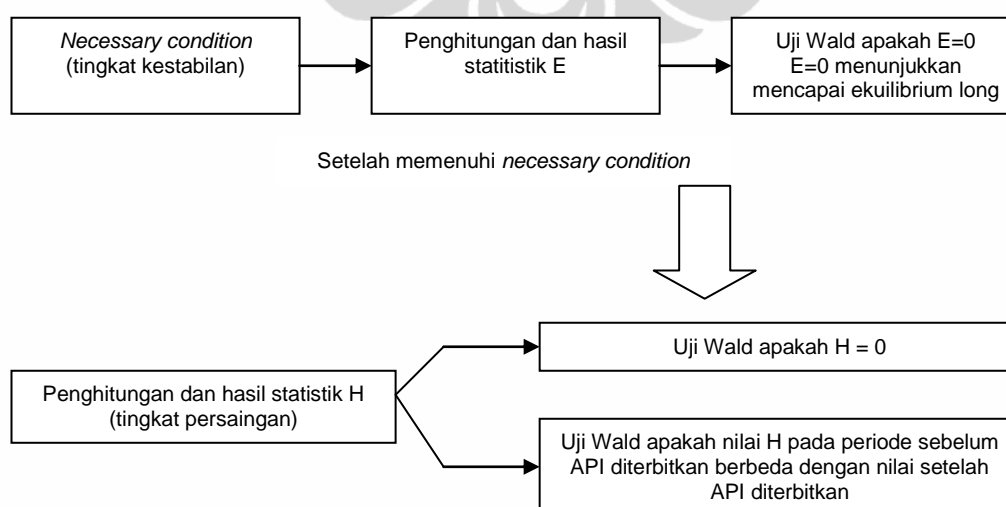 Necessary condition
(tingkat kestabilan)
Penghitungan dan hasil
statitistik E
Uji Wald apakah E=0
E=0 menunjukkan
mencapai ekuilibrium long
Setelah memenuhi necessary condition
Uji Wald apakah H = 0
Penghitungan dan hasil statistik H
(tingkat persaingan)
Uji Wald apakah nilai H pada periode sebelum
API diterbitkan berbeda dengan nilai setelah
API diterbitkan